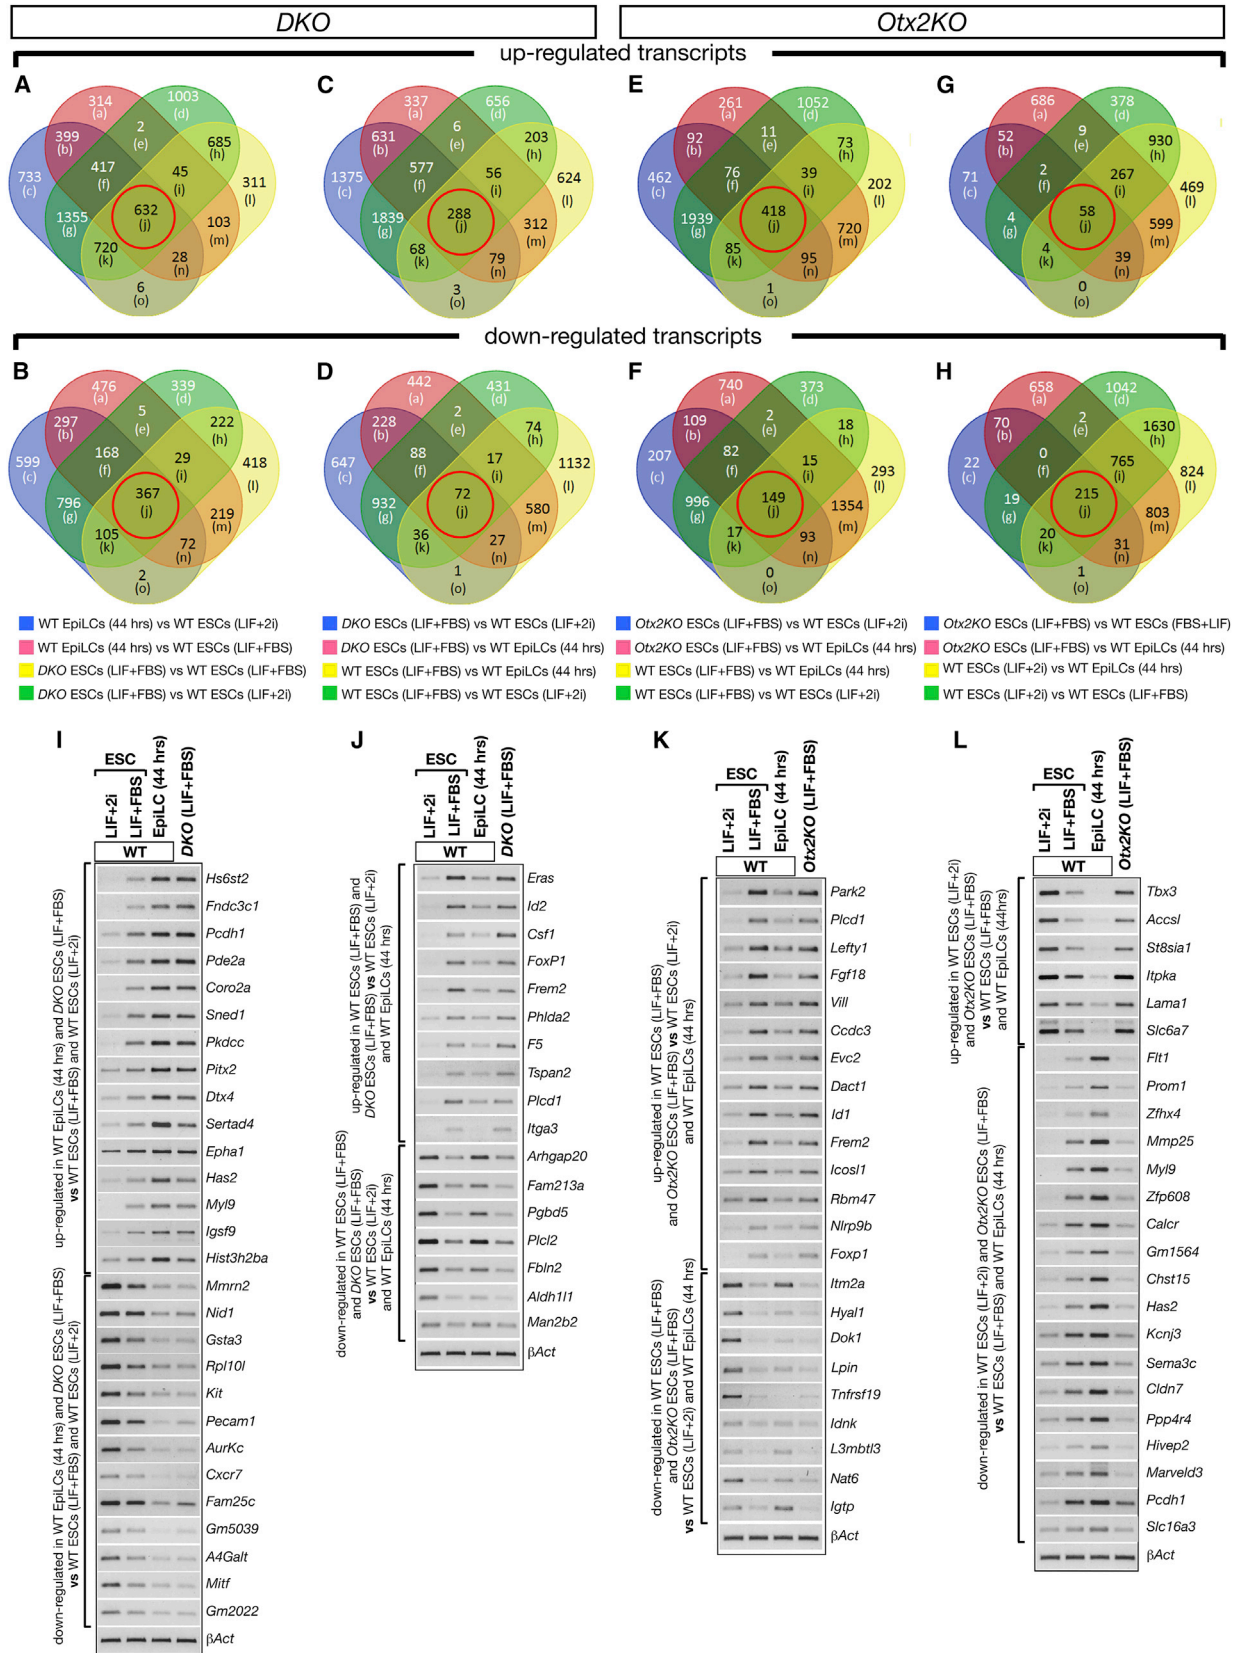 DKO
Otx2KO
up-regulated transcripts
A
314
(a)
1003
(d)
399
(b)
2
(e)
685
(h)
733
(c)
417
(f)
45
(i)
311
(l)
1355
(g)
632
(j)
103
(m)
720
(k)
28
(n)
6
(o)
C
337
(a)
656
(d)
631
(b)
6
(e)
203
(h)
1375
(c)
577
(f)
56
(i)
624
(l)
1839
(g)
288
(j)
312
(m)
68
(k)
79
(n)
3
(o)
E
261
(a)
1052
(d)
92
(b)
11
(e)
73
(h)
462
(c)
76
(f)
39
(i)
202
(l)
1939
(g)
418
(j)
720
(m)
85
(k)
95
(n)
1
(o)
G
686
(a)
378
(d)
52
(b)
9
(e)
930
(h)
71
(c)
2
(f)
267
(i)
469
(l)
4
(g)
58
(j)
599
(m)
4
(k)
39
(n)
0
(o)
down-regulated transcripts
B
476
(a)
339
(d)
297
(b)
5
(e)
222
(h)
599
(c)
168
(f)
29
(i)
418
(l)
796
(g)
367
(j)
219
(m)
105
(k)
72
(n)
2
(o)
D
442
(a)
431
(d)
228
(b)
2
(e)
74
(h)
647
(c)
88
(f)
17
(i)
1132
(l)
932
(g)
72
(j)
580
(m)
36
(k)
27
(n)
1
(o)
F
740
(a)
373
(d)
109
(b)
2
(e)
18
(h)
207
(c)
82
(f)
15
(i)
293
(l)
996
(g)
149
(j)
1354
(m)
17
(k)
93
(n)
0
(o)
H
658
(a)
1042
(d)
70
(b)
2
(e)
1630
(h)
22
(c)
0
(f)
765
(i)
824
(l)
19
(g)
215
(j)
803
(m)
20
(k)
31
(n)
1
(o)
WT EpiLCs (44 hrs) vs WT ESCs (LIF+2i)
WT EpiLCs (44 hrs) vs WT ESCs (LIF+FBS)
DKO ESCs (LIF+FBS) vs WT ESCs (LIF+FBS)
DKO ESCs (LIF+FBS) vs WT ESCs (LIF+2i)
DKO ESCs (LIF+FBS) vs WT ESCs (LIF+2i)
DKO ESCs (LIF+FBS) vs WT EpiLCs (44 hrs)
WT ESCs (LIF+FBS) vs WT EpiLCs (44 hrs)
WT ESCs (LIF+FBS) vs WT ESCs (LIF+2i)
Otx2KO ESCs (LIF+FBS) vs WT ESCs (LIF+2i)
Otx2KO ESCs (LIF+FBS) vs WT EpiLCs (44 hrs)
WT ESCs (LIF+FBS) vs WT EpiLCs (44 hrs)
WT ESCs (LIF+FBS) vs WT ESCs (LIF+2i)
Otx2KO ESCs (LIF+FBS) vs WT ESCs (FBS+LIF)
Otx2KO ESCs (LIF+FBS) vs WT EpiLCs (44 hrs)
WT ESCs (LIF+2i) vs WT EpiLCs (44 hrs)
WT ESCs (LIF+2i) vs WT ESCs (LIF+FBS)
I
ESC
LIF+2i
LIF+FBS
EpiLC (44 hrs)
DKO (LIF+FBS)
WT
up-regulated in WT EpiLCs (44 hrs) and DKO ESCs (LIF+FBS)
vs WT ESCs (LIF+FBS) and WT ESCs (LIF+2i)
Hs6st2
Fndc3c1
Pcdh1
Pde2a
Coro2a
Sned1
Pkdcc
Pitx2
Dtx4
Sertad4
Epha1
Has2
Myl9
Igsf9
Hist3h2ba
down-regulated in WT EpiLCs (44 hrs) and DKO ESCs (LIF+FBS)
vs WT ESCs (LIF+FBS) and WT ESCs (LIF+2i)
Mmrn2
Nid1
Gsta3
Rpl10l
Kit
Pecam1
AurKc
Cxcr7
Fam25c
Gm5039
A4Galt
Mitf
Gm2022
βAct
J
ESC
LIF+2i
LIF+FBS
EpiLC (44 hrs)
DKO (LIF+FBS)
WT
up-regulated in WT ESCs (LIF+FBS) and
DKO ESCs (LIF+FBS) vs WT ESCs (LIF+2i)
and WT EpiLCs (44 hrs)
Eras
Id2
Csf1
FoxP1
Frem2
Phlda2
F5
Tspan2
Plcd1
Itga3
down-regulated in WT ESCs (LIF+FBS)
and DKO ESCs (LIF+FBS)
vs WT ESCs (LIF+2i)
and WT EpiLCs (44 hrs)
Arhgap20
Fam213a
Pgbd5
Plcl2
Fbln2
Aldh1l1
Man2b2
βAct
K
ESC
LIF+2i
LIF+FBS
EpiLC (44 hrs)
Otx2KO (LIF+FBS)
WT
up-regulated in WT ESCs (LIF+FBS)
and Otx2KO ESCs (LIF+FBS) vs WT ESCs (LIF+2i)
and WT EpiLCs (44 hrs)
Park2
Plcd1
Lefty1
Fgf18
Vill
Ccdc3
Evc2
Dact1
Id1
Frem2
Icosl1
Rbm47
Nlrp9b
Foxp1
down-regulated in WT ESCs (LIF+FBS)
and Otx2KO ESCs (LIF+FBS)
vs WT ESCs (LIF+2i) and WT EpiLCs (44 hrs)
Itm2a
Hyal1
Dok1
Lpin
Tnfrsf19
Idnk
L3mbtl3
Nat6
Igtp
βAct
L
ESC
LIF+2i
LIF+FBS
EpiLC (44 hrs)
Otx2KO (LIF+FBS)
WT
up-regulated in WT ESCs (LIF+2i)
and Otx2KO ESCs (LIF+FBS)
vs WT ESCs (LIF+FBS)
and WT EpiLCs (44hrs)
Tbx3
Accsl
St8sia1
Itpka
Lama1
Slc6a7
down-regulated in WT ESCs (LIF+2i) and Otx2KO ESCs (LIF+FBS)
vs WT ESCs (LIF+FBS) and WT EpiLCs (44 hrs)
Flt1
Prom1
Zfhx4
Mmp25
Myl9
Zfp608
Calcr
Gm1564
Chst15
Has2
Kcnj3
Sema3c
Cldn7
Ppp4r4
Hivep2
Marveld3
Pcdh1
Slc16a3
βAct